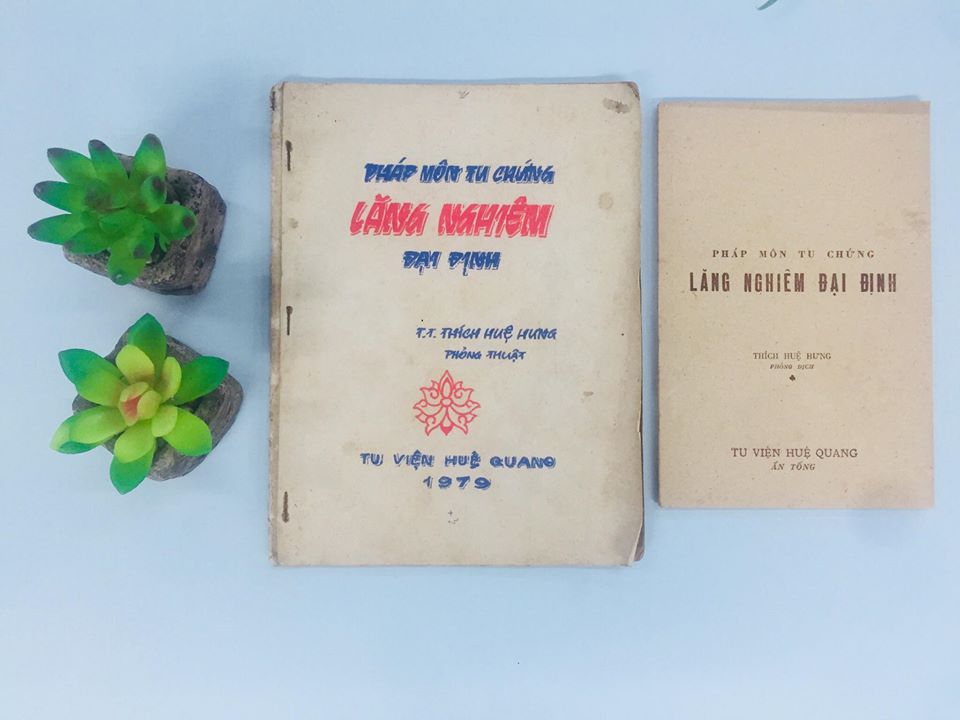 PHÁP MÔN TU CHỨNG
LĂNG NGHIÊM
ĐẠI ĐỊNH
T.T. THÍCH HUỆ HƯNG
PHỎNG THUẬT
TU VIỆN HUỆ QUANG
1979
PHÁP MÔN TU CHỨNG
LĂNG NGHIÊM ĐẠI ĐỊNH
THÍCH HUỆ HƯNG
PHỎNG DỊCH
TU VIỆN HUỆ QUANG
ẤN TỐNG